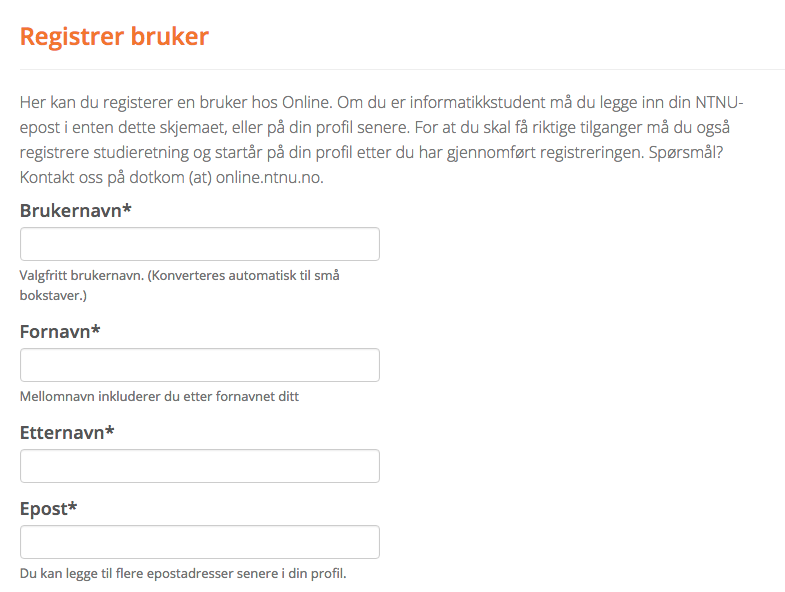 Registrer bruker
Her kan du registerer en bruker hos Online. Om du er informatikkstudent må du legge inn din NTNU-
epost i enten dette skjemaet, eller på din profil senere. For at du skal få riktige tilganger må du også
registrere studieretning og startår på din profil etter du har gjennomført registreringen. Spørsmål?
Kontakt oss på dotkom (at) online.ntnu.no.
Brukernavn*
Valgfritt brukernavn. (Konverteres automatisk til små
bokstaver.)
Fornavn*
Mellomnavn inkluderer du etter fornavnet ditt
Etternavn*
Epost*
Du kan legge til flere epostadresser senere i din profil.